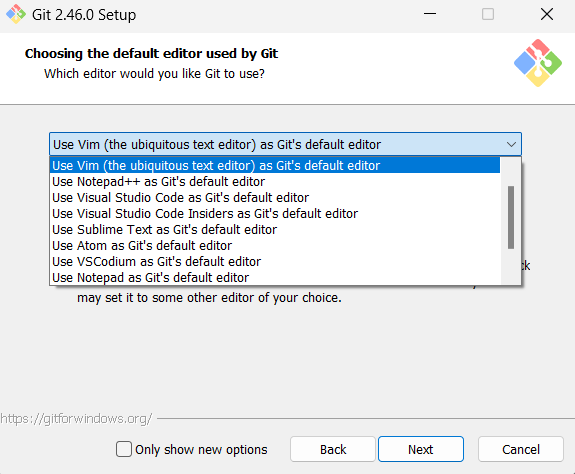 Git 2.46.0 Setup
Choosing the default editor used by Git
Which editor would you like Git to use?
Use Vim (the ubiquitous text editor) as Git's default editor
Use Vim (the ubiquitous text editor) as Git's default editor
Use Notepad++ as Git's default editor
Use Visual Studio Code as Git's default editor
Use Visual Studio Code Insiders as Git's default editor
Use Sublime Text as Git's default editor
Use Atom as Git's default editor
Use VSCodium as Git's default editor
Use Notepad as Git's default editor
may set it to some other editor of your choice.
https://gitforwindows.org/
Only show new options
Back
Next
Cancel